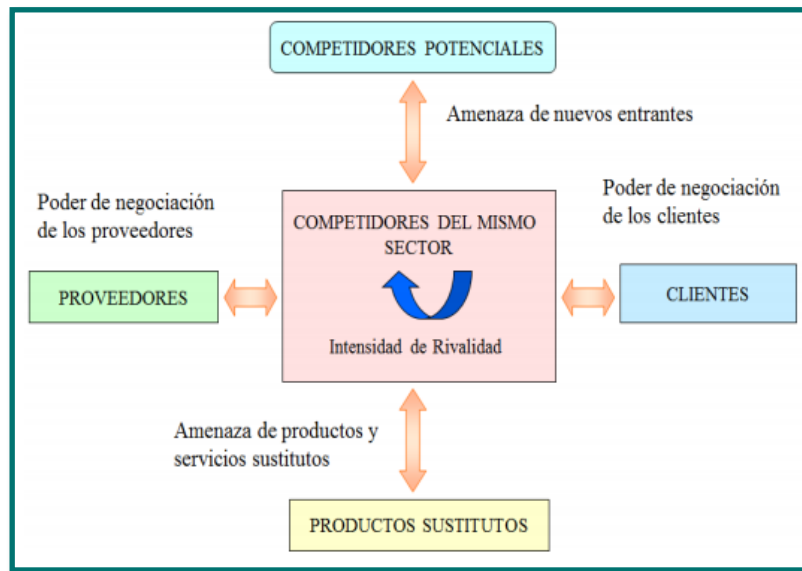 COMPETIDORES POTENCIALES
Amenaza de nuevos entrantes
Poder de negociación
de los proveedores
Poder de negociación
de los clientes
COMPETIDORES DEL MISMO
SECTOR
PROVEEDORES
CLIENTES
Intensidad de Rivalidad
Amenaza de productos y
servicios sustitutos
PRODUCTOS SUSTITUTOS